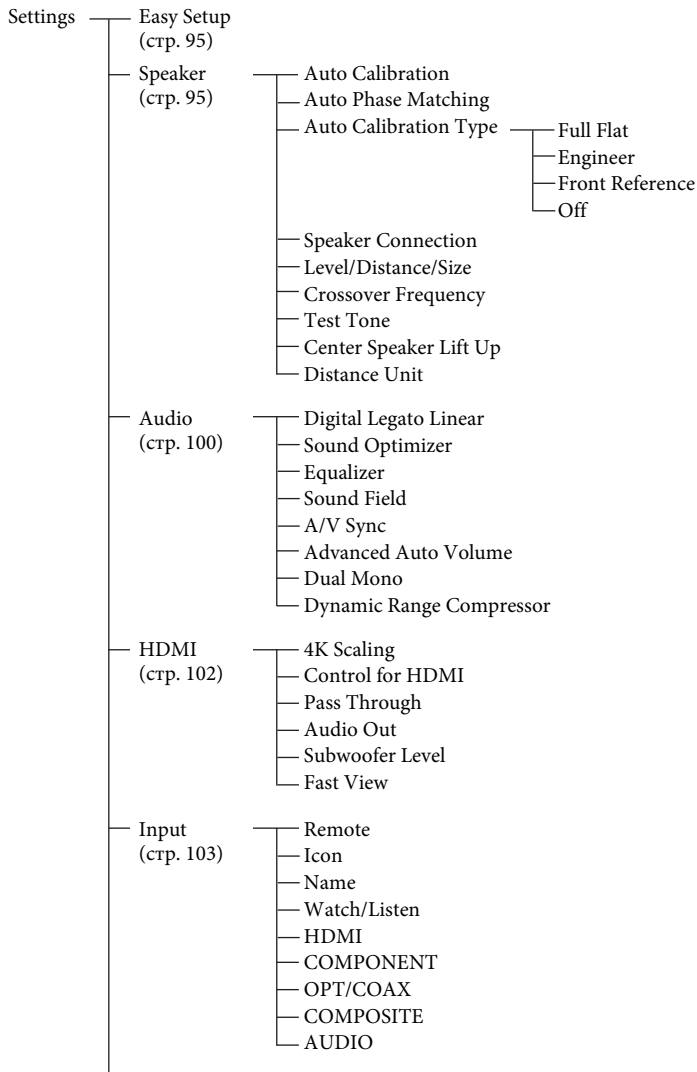 Settings
Easy Setup
(стр. 95)
Speaker
(стр. 95)
Auto Calibration
Auto Phase Matching
Auto Calibration Type
Full Flat
Engineer
Front Reference
Off
Speaker Connection
Level/Distance/Size
Crossover Frequency
Test Tone
Center Speaker Lift Up
Distance Unit
Audio
(стр. 100)
Digital Legato Linear
Sound Optimizer
Equalizer
Sound Field
A/V Sync
Advanced Auto Volume
Dual Mono
Dynamic Range Compressor
HDMI
(стр. 102)
4K Scaling
Control for HDMI
Pass Through
Audio Out
Subwoofer Level
Fast View
Input
(стр. 103)
Remote
Icon
Name
Watch/Listen
HDMI
COMPONENT
OPT/COAX
COMPOSITE
AUDIO